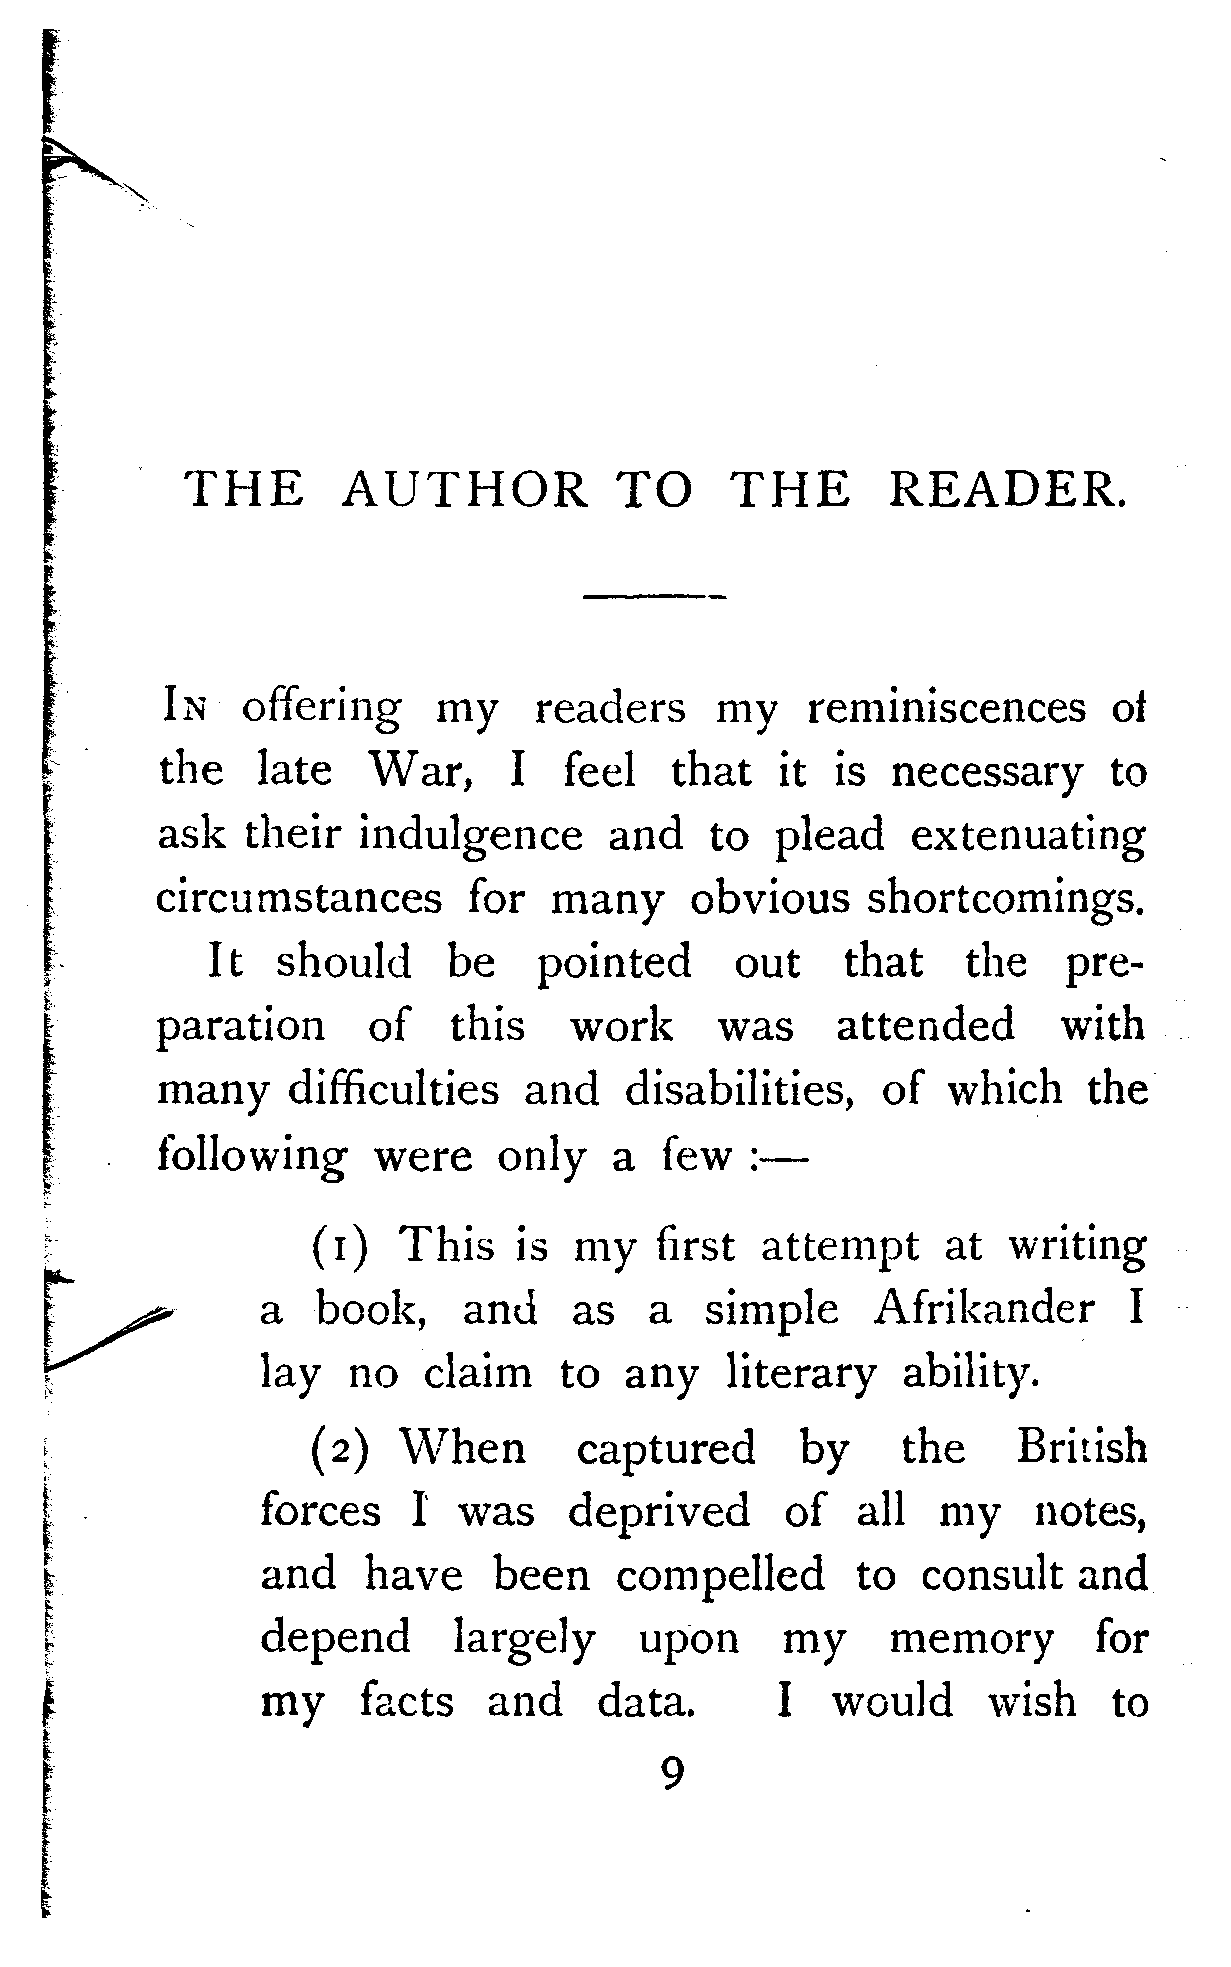 THE AUTHOR TO THE READER.
IN offering my readers my reminiscences of
the late War, I feel that it is necessary to
ask their indulgence and to plead extenuating
circumstances for many obvious shortcomings.
It should be pointed out that the pre-
paration of this work was attended with
many difficulties and disabilities, of which the
following were only a few :—
(1) This is my first attempt at writing
a book, and as a simple Afrikander I
lay no claim to any literary ability.
(2) When captured by the British
forces I was deprived of all my notes,
and have been compelled to consult and
depend largely upon my memory for
my facts and data. I would wish to
9